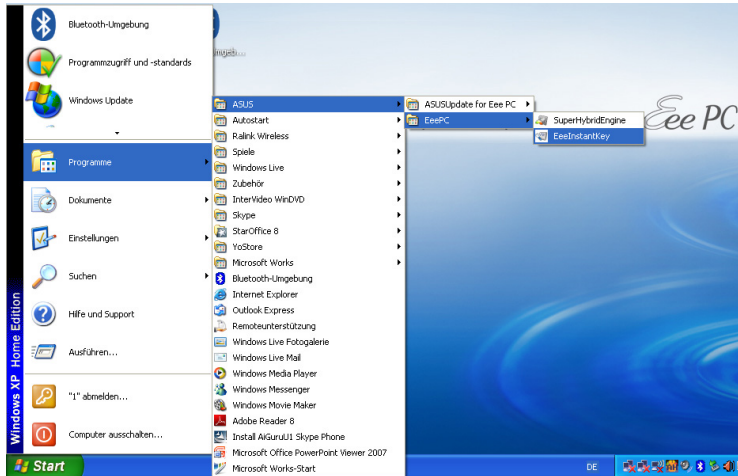 Bluetooth-Umgebung
Programmzugriff und -standards
Windows Update
Programme
Dokumente
Einstellungen
Suchen
Hilfe und Support
Ausführen...
"1" abmelden...
Computer ausschalten...
Windows XP Home Edition
ASUS
Autostart
Ralink Wireless
Spiele
Windows Live
Zubehör
InterVideo WinDVD
Skype
StarOffice 8
YoStore
Microsoft Works
Bluetooth-Umgebung
Internet Explorer
Outlook Express
Remoteunterstützung
Windows Live Fotogalerie
Windows Live Mail
Windows Media Player
Windows Messenger
Windows Movie Maker
Adobe Reader 8
Install AiGuruU1 Skype Phone
Microsoft Office PowerPoint Viewer 2007
Microsoft Works-Start
ASUSUpdate for Eee PC
EeePC
SuperHybridEngine
EeeInstantKey
Eee PC
Start
DE